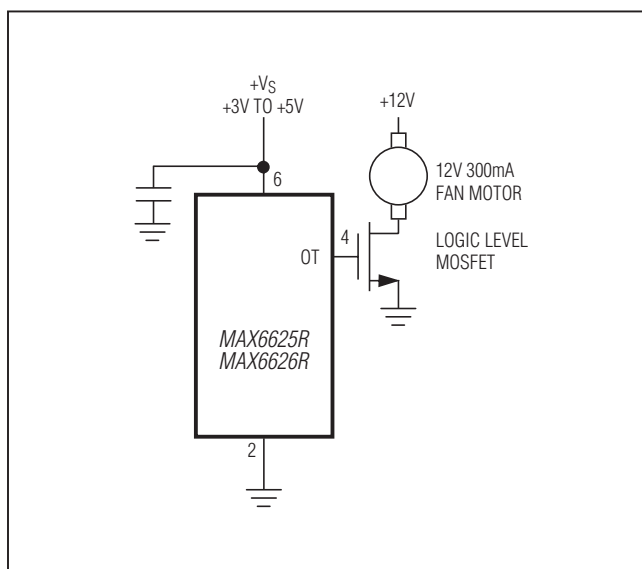 +VS
+3V TO +5V
+12V
6
12V 300mA
FAN MOTOR
4
OT
LOGIC LEVEL
MOSFET
MAX6625R
MAX6626R
2